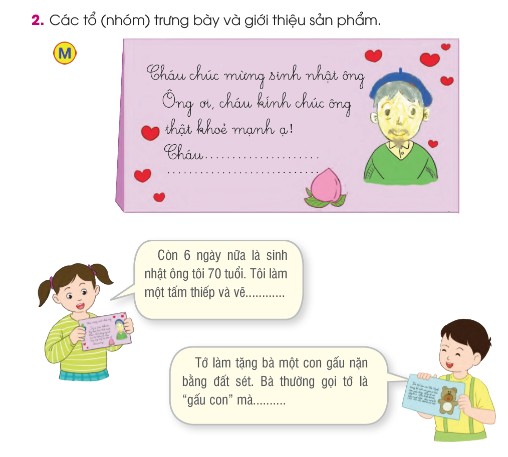 2. Các tổ (nhóm) trưng bày và giới thiệu sản phẩm.
M
Cháu chúc mừng sinh nhật ông
Ông ơi, cháu kính chúc ông
thật khoẻ mạnh ạ!
Cháu....................
..........................
Còn 6 ngày nữa là sinh
nhật ông tôi 70 tuổi. Tôi làm
một tấm thiếp và vẽ............
Tớ làm tặng bà một con gấu nặn
bằng đất sét. Bà thường gọi tớ là
“gấu con” mà..........